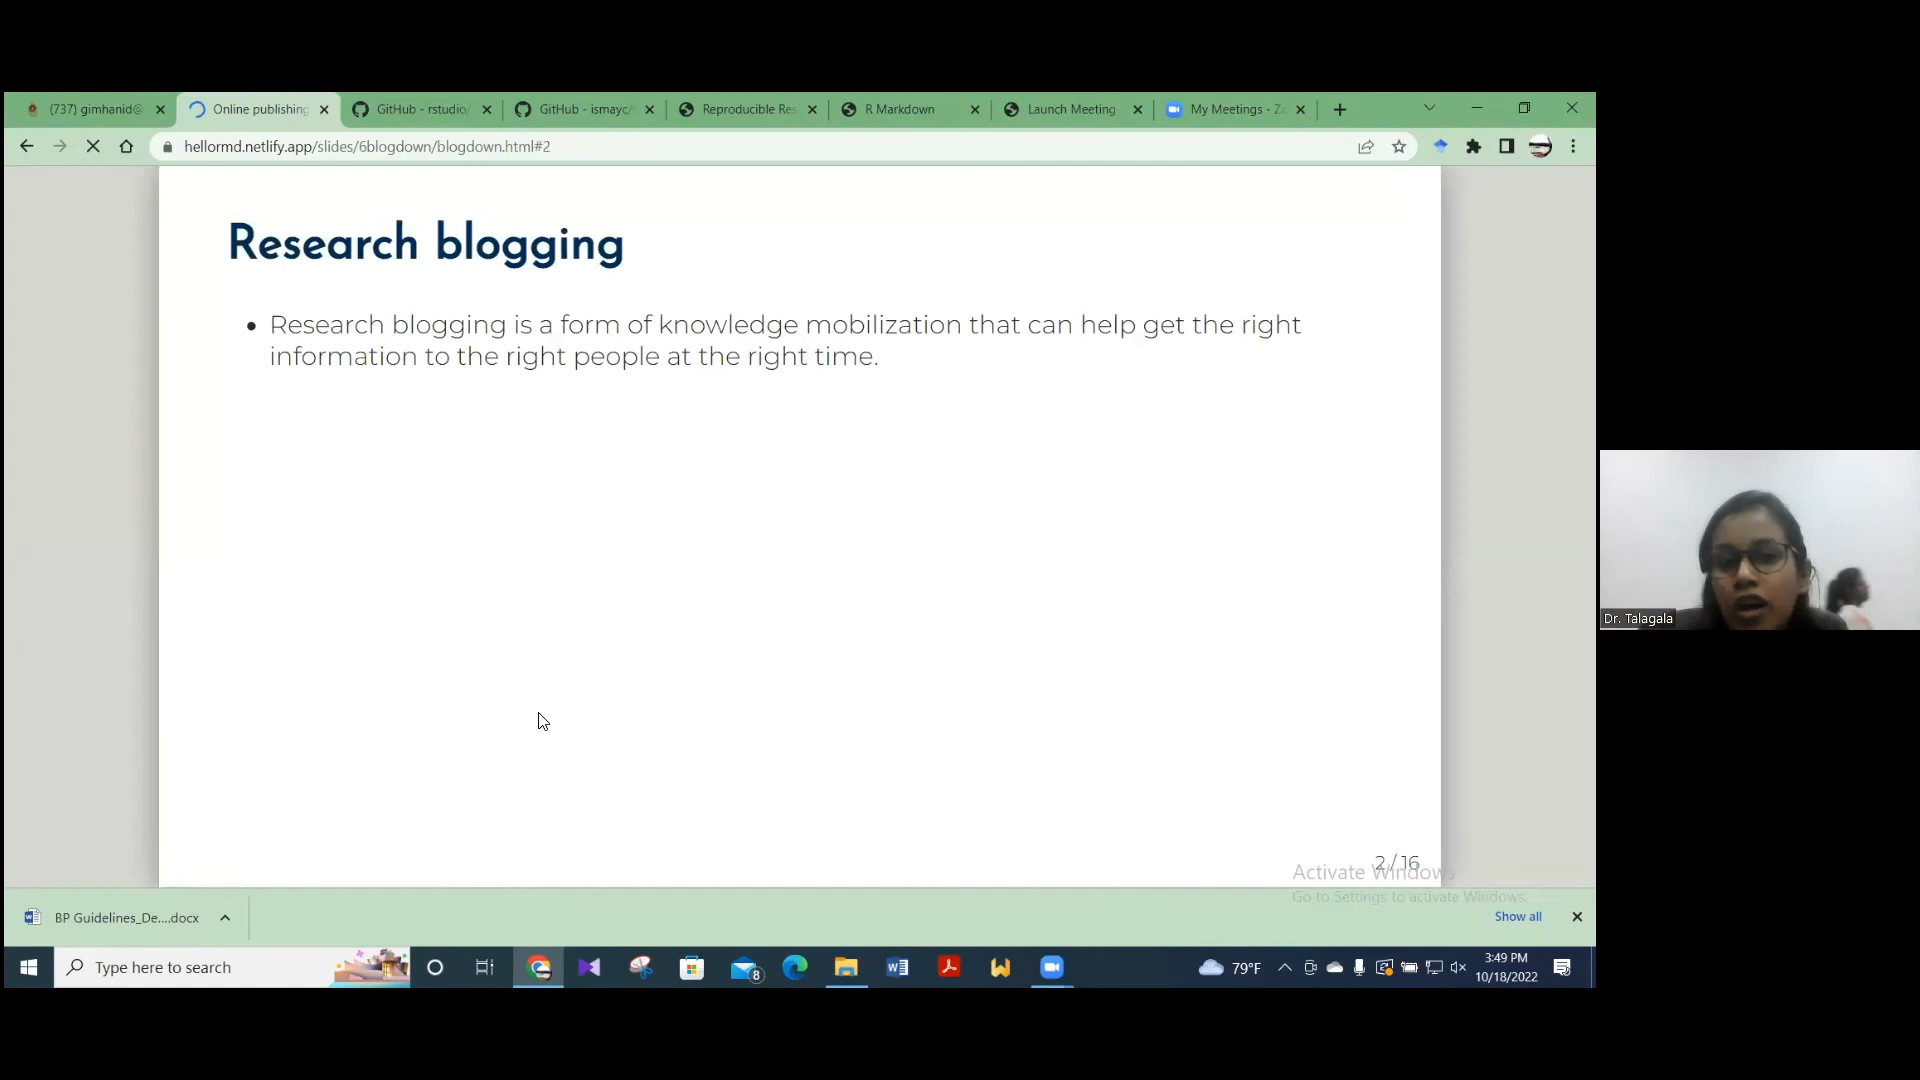 (737) gimhanid@
Online publishing
GitHub - rstudio/
GitHub - ismayc/
Reproducible Res
R Markdown
Launch Meeting
My Meetings - Zo
hellormd.netlify.app/slides/6blogdown/blogdown.html#2
Research blogging
• Research blogging is a form of knowledge mobilization that can help get the right
information to the right people at the right time.
Dr. Talagala
2 / 16
Activate Windows
Go to Settings to activate Windows.
BP Guidelines_De....docx
Show all
Type here to search
8
79°F
3:49 PM
10/18/2022